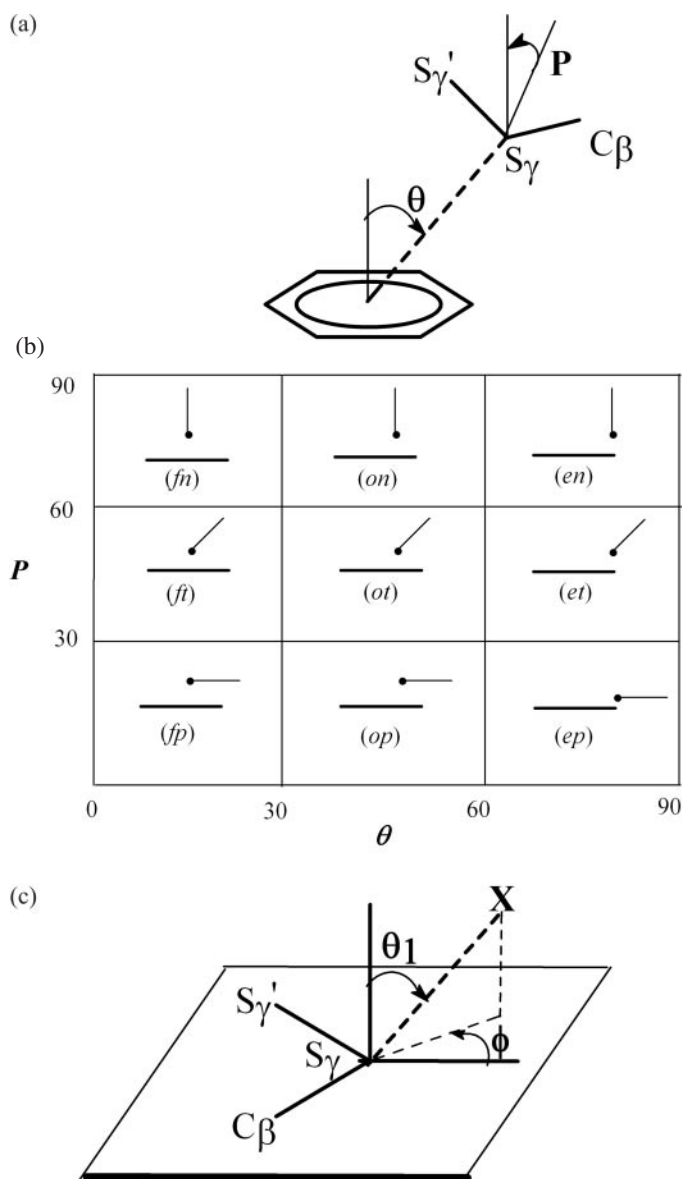 (a)
P
Sγ'
Cβ
Sγ
θ
(b)
90
(fn) (on) (en)
60
P
(ft) (ot) (et)
30
(fp) (op) (ep)
0 30 60 90
θ
(c)
X
θ1
Sγ'
Sγ
ϕ
Cβ